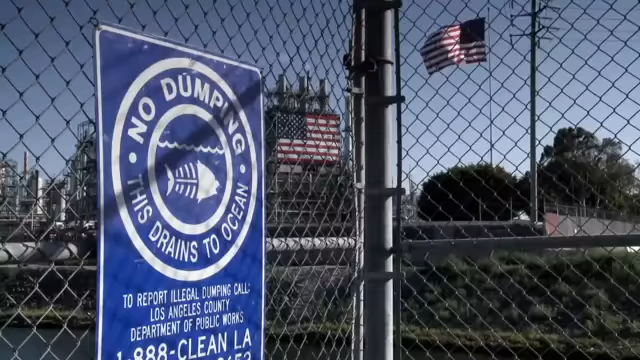 NO DUMPING
THIS DRAINS TO OCEAN
TO REPORT ILLEGAL DUMPING CALL:
LOS ANGELES COUNTY
DEPARTMENT OF PUBLIC WORKS
1-888-CLEAN LA